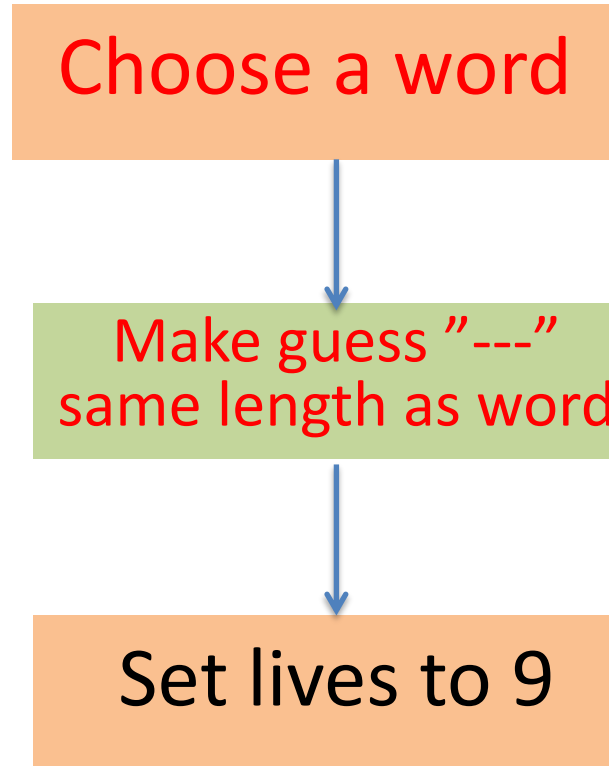 Choose a word
Make guess ”---”
same length as word
Set lives to 9